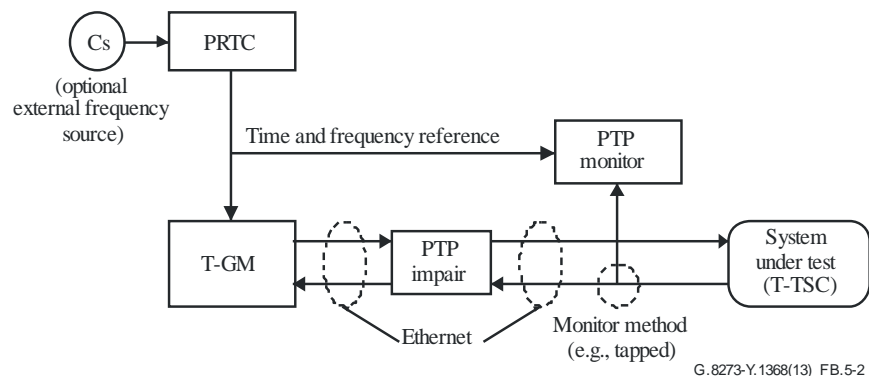 Cs
PRTC
(optional
external frequency
source)
Time and frequency reference
PTP
monitor
T-GM
PTP
impair
System
under test
(T-TSC)
Ethernet
Monitor method
(e.g., tapped)
G.8273-Y.1368(13)_FB.5-2